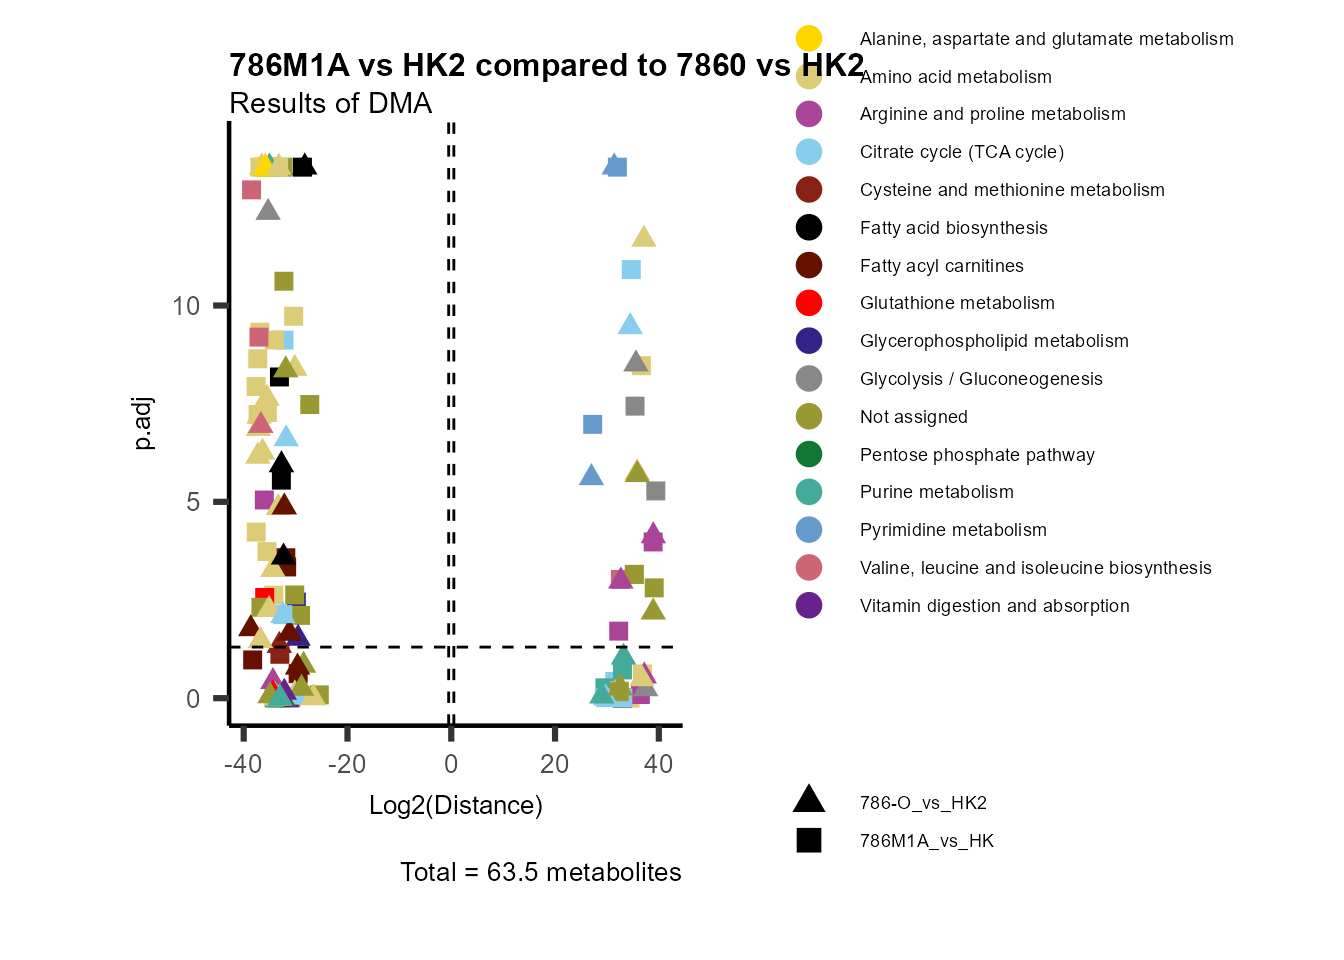 786M1A vs HK2 compared to 7860 vs HK2
Results of DMA
Alanine, aspartate and glutamate metabolism
Amino acid metabolism
Arginine and proline metabolism
Citrate cycle (TCA cycle)
Cysteine and methionine metabolism
Fatty acid biosynthesis
Fatty acyl carnitines
Glutathione metabolism
Glycerophospholipid metabolism
Glycolysis / Gluconeogenesis
Not assigned
Pentose phosphate pathway
Purine metabolism
Pyrimidine metabolism
Valine, leucine and isoleucine biosynthesis
Vitamin digestion and absorption
786-O_vs_HK2
786M1A_vs_HK
p.adj
10
5
0
-40 -20 0 20 40
Log2(Distance)
Total = 63.5 metabolites